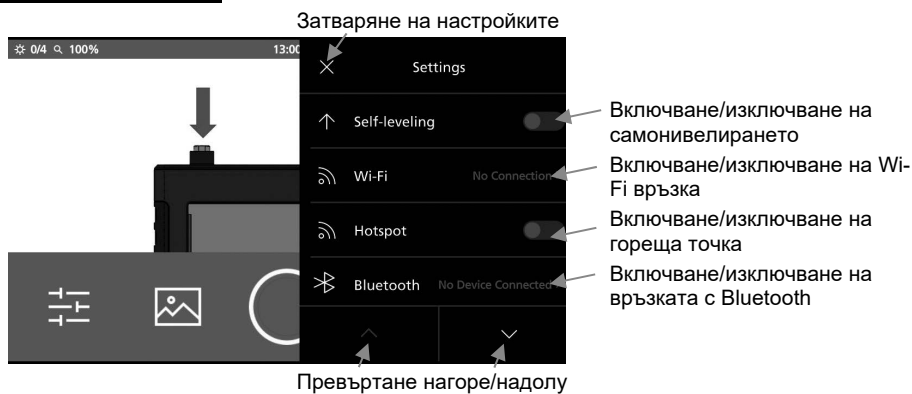 Затваряне на настройките
0/4 100% 13:00
Settings
Self-leveling
Включване/изключване на
самонивелирането
Wi-Fi No Connection
Включване/изключване на Wi-
Fi връзка
Hotspot
Включване/изключване на
гореща точка
Bluetooth No Device Connected
Включване/изключване на
връзката с Bluetooth
Превъртане нагоре/надолу